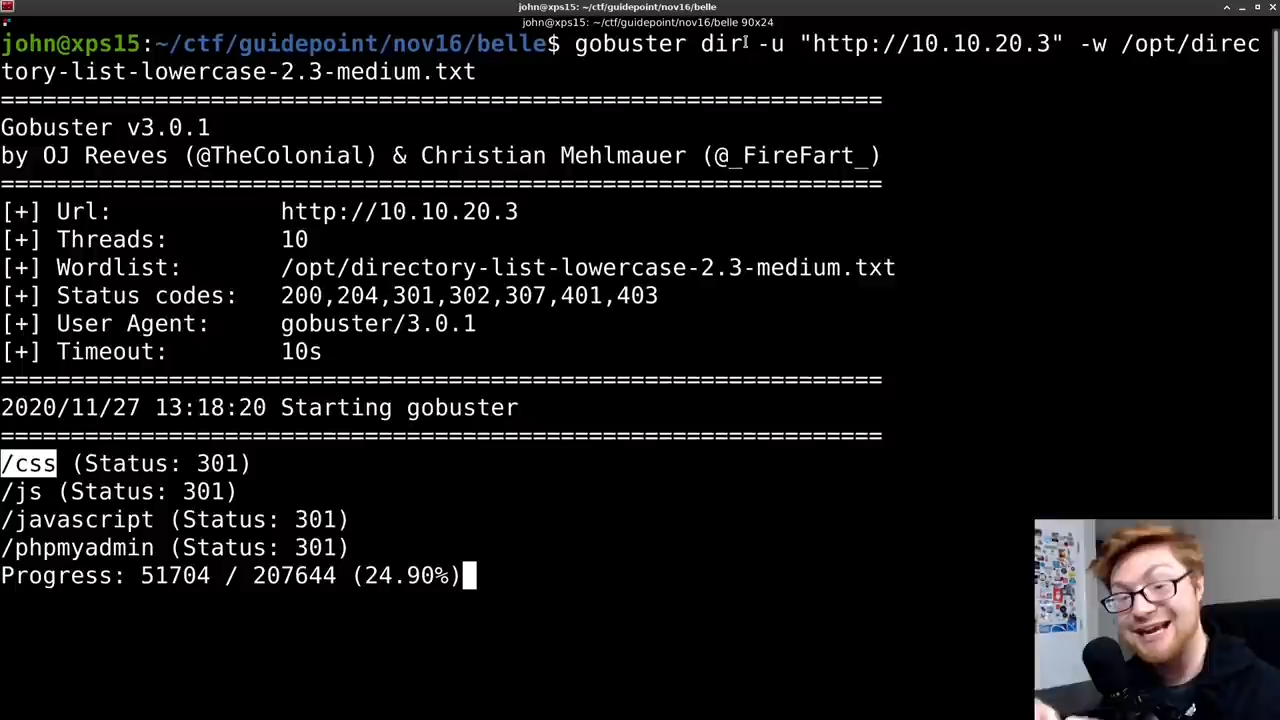 john@xps15: ~/ctf/guidepoint/nov16/belle
john@xps15: ~/ctf/guidepoint/nov16/belle 90x24
john@xps15:~/ctf/guidepoint/nov16/belle$ gobuster dir -u "http://10.10.20.3" -w /opt/direc
tory-list-lowercase-2.3-medium.txt
===============================================================
Gobuster v3.0.1
by OJ Reeves (@TheColonial) & Christian Mehlmauer (@_FireFart_)
===============================================================
[+] Url:            http://10.10.20.3
[+] Threads:        10
[+] Wordlist:       /opt/directory-list-lowercase-2.3-medium.txt
[+] Status codes:   200,204,301,302,307,401,403
[+] User Agent:     gobuster/3.0.1
[+] Timeout:        10s
===============================================================
2020/11/27 13:18:20 Starting gobuster
===============================================================
/css (Status: 301)
/js (Status: 301)
/javascript (Status: 301)
/phpmyadmin (Status: 301)
Progress: 51704 / 207644 (24.90%)